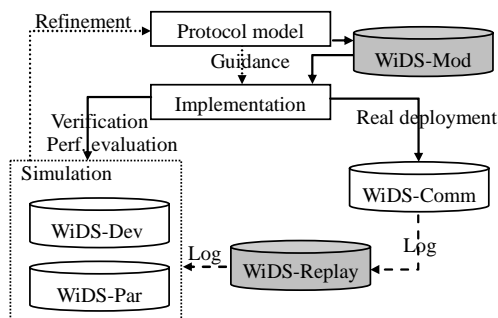 Refinement
Protocol model
WiDS-Mod
Guidance
Implementation
Verification
Perf. evaluation
Real deployment
Simulation
WiDS-Dev
WiDS-Par
WiDS-Comm
Log
WiDS-Replay
Log